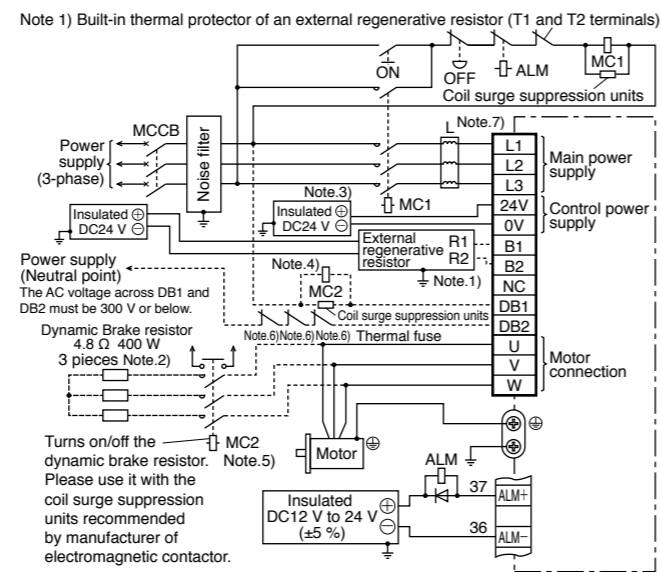 Note 1) Built-in thermal protector of an external regenerative resistor (T1 and T2 terminals)
ON
OFF
ALM
MC1
Coil surge suppression units
MCCB
Power
supply
(3-phase)
Noise filter
L
Note.7)
L1
L2
L3
24V
0V
B1
B2
NC
DB1
DB2
U
V
W
Main power
supply
Control power
supply
Motor
connection
Note.3)
MC1
Insulated ⊕
DC24 V ⊖
Insulated ⊕
DC24 V ⊖
External
regenerative
resistor
R1
R2
Note.1)
Power supply
(Neutral point)
The AC voltage across DB1 and
DB2 must be 300 V or below.
Note.4)
MC2
Coil surge suppression units
Note.6)Note.6)Note.6)
Thermal fuse
Dynamic Brake resistor
4.8 Ω 400 W
3 pieces Note.2)
Turns on/off the
dynamic brake resistor.
Please use it with the
coil surge suppression
units recommended
by manufacturer of
electromagnetic contactor.
MC2
Note.5)
Motor
ALM
Insulated
DC12 V to 24 V
(±5 %)
⊕
⊖
37
ALM+
36
ALM−